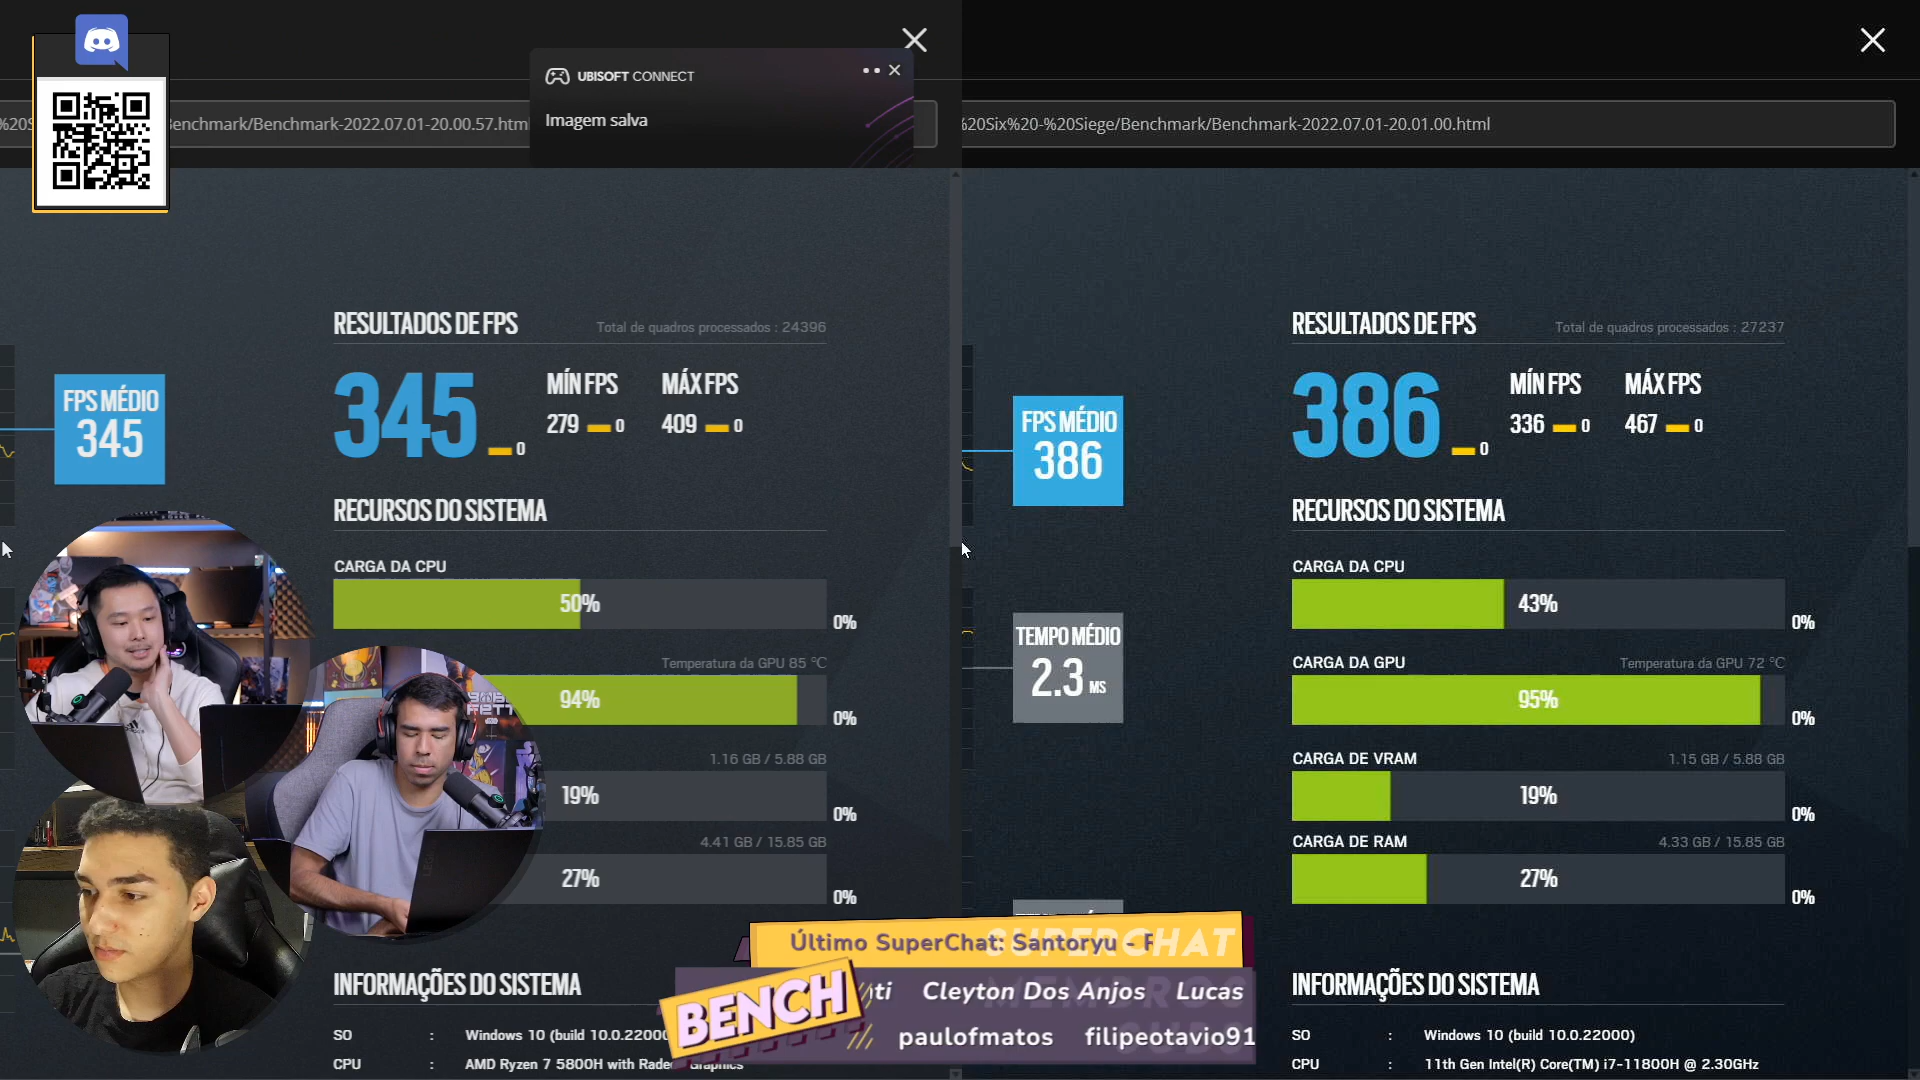 UBISOFT CONNECT
Imagem salva
%20S
Benchmark/Benchmark-2022.07.01-20.00.57.html
%20Six%20-%20Siege/Benchmark/Benchmark-2022.07.01-20.01.00.html
RESULTADOS DE FPS
Total de quadros processados : 24396
FPS MÉDIO
345
345
0
MÍN FPS
279 0
MÁX FPS
409 0
RECURSOS DO SISTEMA
CARGA DA CPU
50%
0%
Temperatura da GPU 85 °C
94%
0%
1.16 GB / 5.88 GB
19%
0%
4.41 GB / 15.85 GB
27%
0%
INFORMAÇÕES DO SISTEMA
SO : Windows 10 (build 10.0.22000
CPU : AMD Ryzen 7 5800H with Rade Graphics
FPS MÉDIO
386
TEMPO MÉDIO
2.3 MS
RESULTADOS DE FPS
Total de quadros processados : 27237
386
0
MÍN FPS
336 0
MÁX FPS
467 0
RECURSOS DO SISTEMA
CARGA DA CPU
43%
0%
CARGA DA GPU
Temperatura da GPU 72 °C
95%
0%
CARGA DE VRAM
1.15 GB / 5.88 GB
19%
0%
CARGA DE RAM
4.33 GB / 15.85 GB
27%
0%
INFORMAÇÕES DO SISTEMA
SO : Windows 10 (build 10.0.22000)
CPU : 11th Gen Intel(R) Core(TM) i7-11800H @ 2.30GHz
Último SuperChat: Santoryu -
SUPERCHAT
BENCH
ti Cleyton Dos Anjos Lucas
paulofmatos filipeotavio91